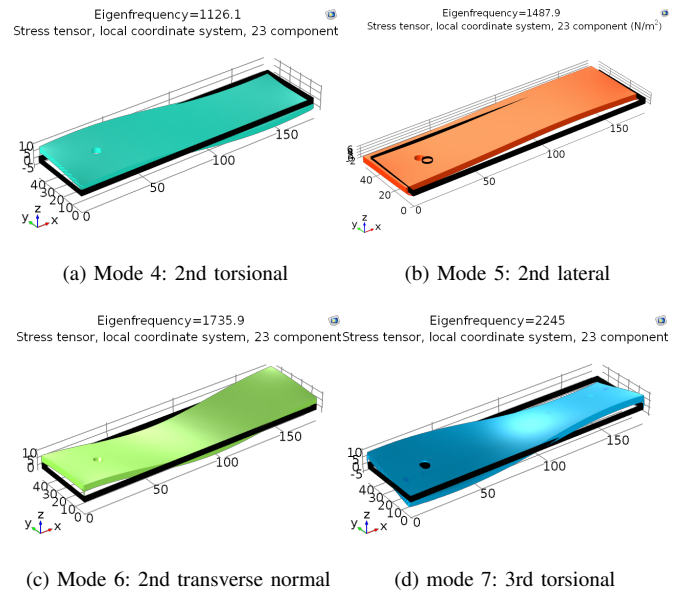 Eigenfrequency=1126.1
Stress tensor, local coordinate system, 23 component
10
5
0
-5
40
30
20
10
0
0
50
100
150
y
z
x
(a) Mode 4: 2nd torsional
Eigenfrequency=1487.9
Stress tensor, local coordinate system, 23 component (N/m²)
6
2
40
20
0
0
50
100
150
y
z
x
(b) Mode 5: 2nd lateral
Eigenfrequency=1735.9
Stress tensor, local coordinate system, 23 component
10
5
0
40
30
20
10
0
0
50
100
150
y
z
x
(c) Mode 6: 2nd transverse normal
Eigenfrequency=2245
Stress tensor, local coordinate system, 23 component
10
5
0
-5
40
30
20
10
0
0
50
100
150
y
z
x
(d) mode 7: 3rd torsional